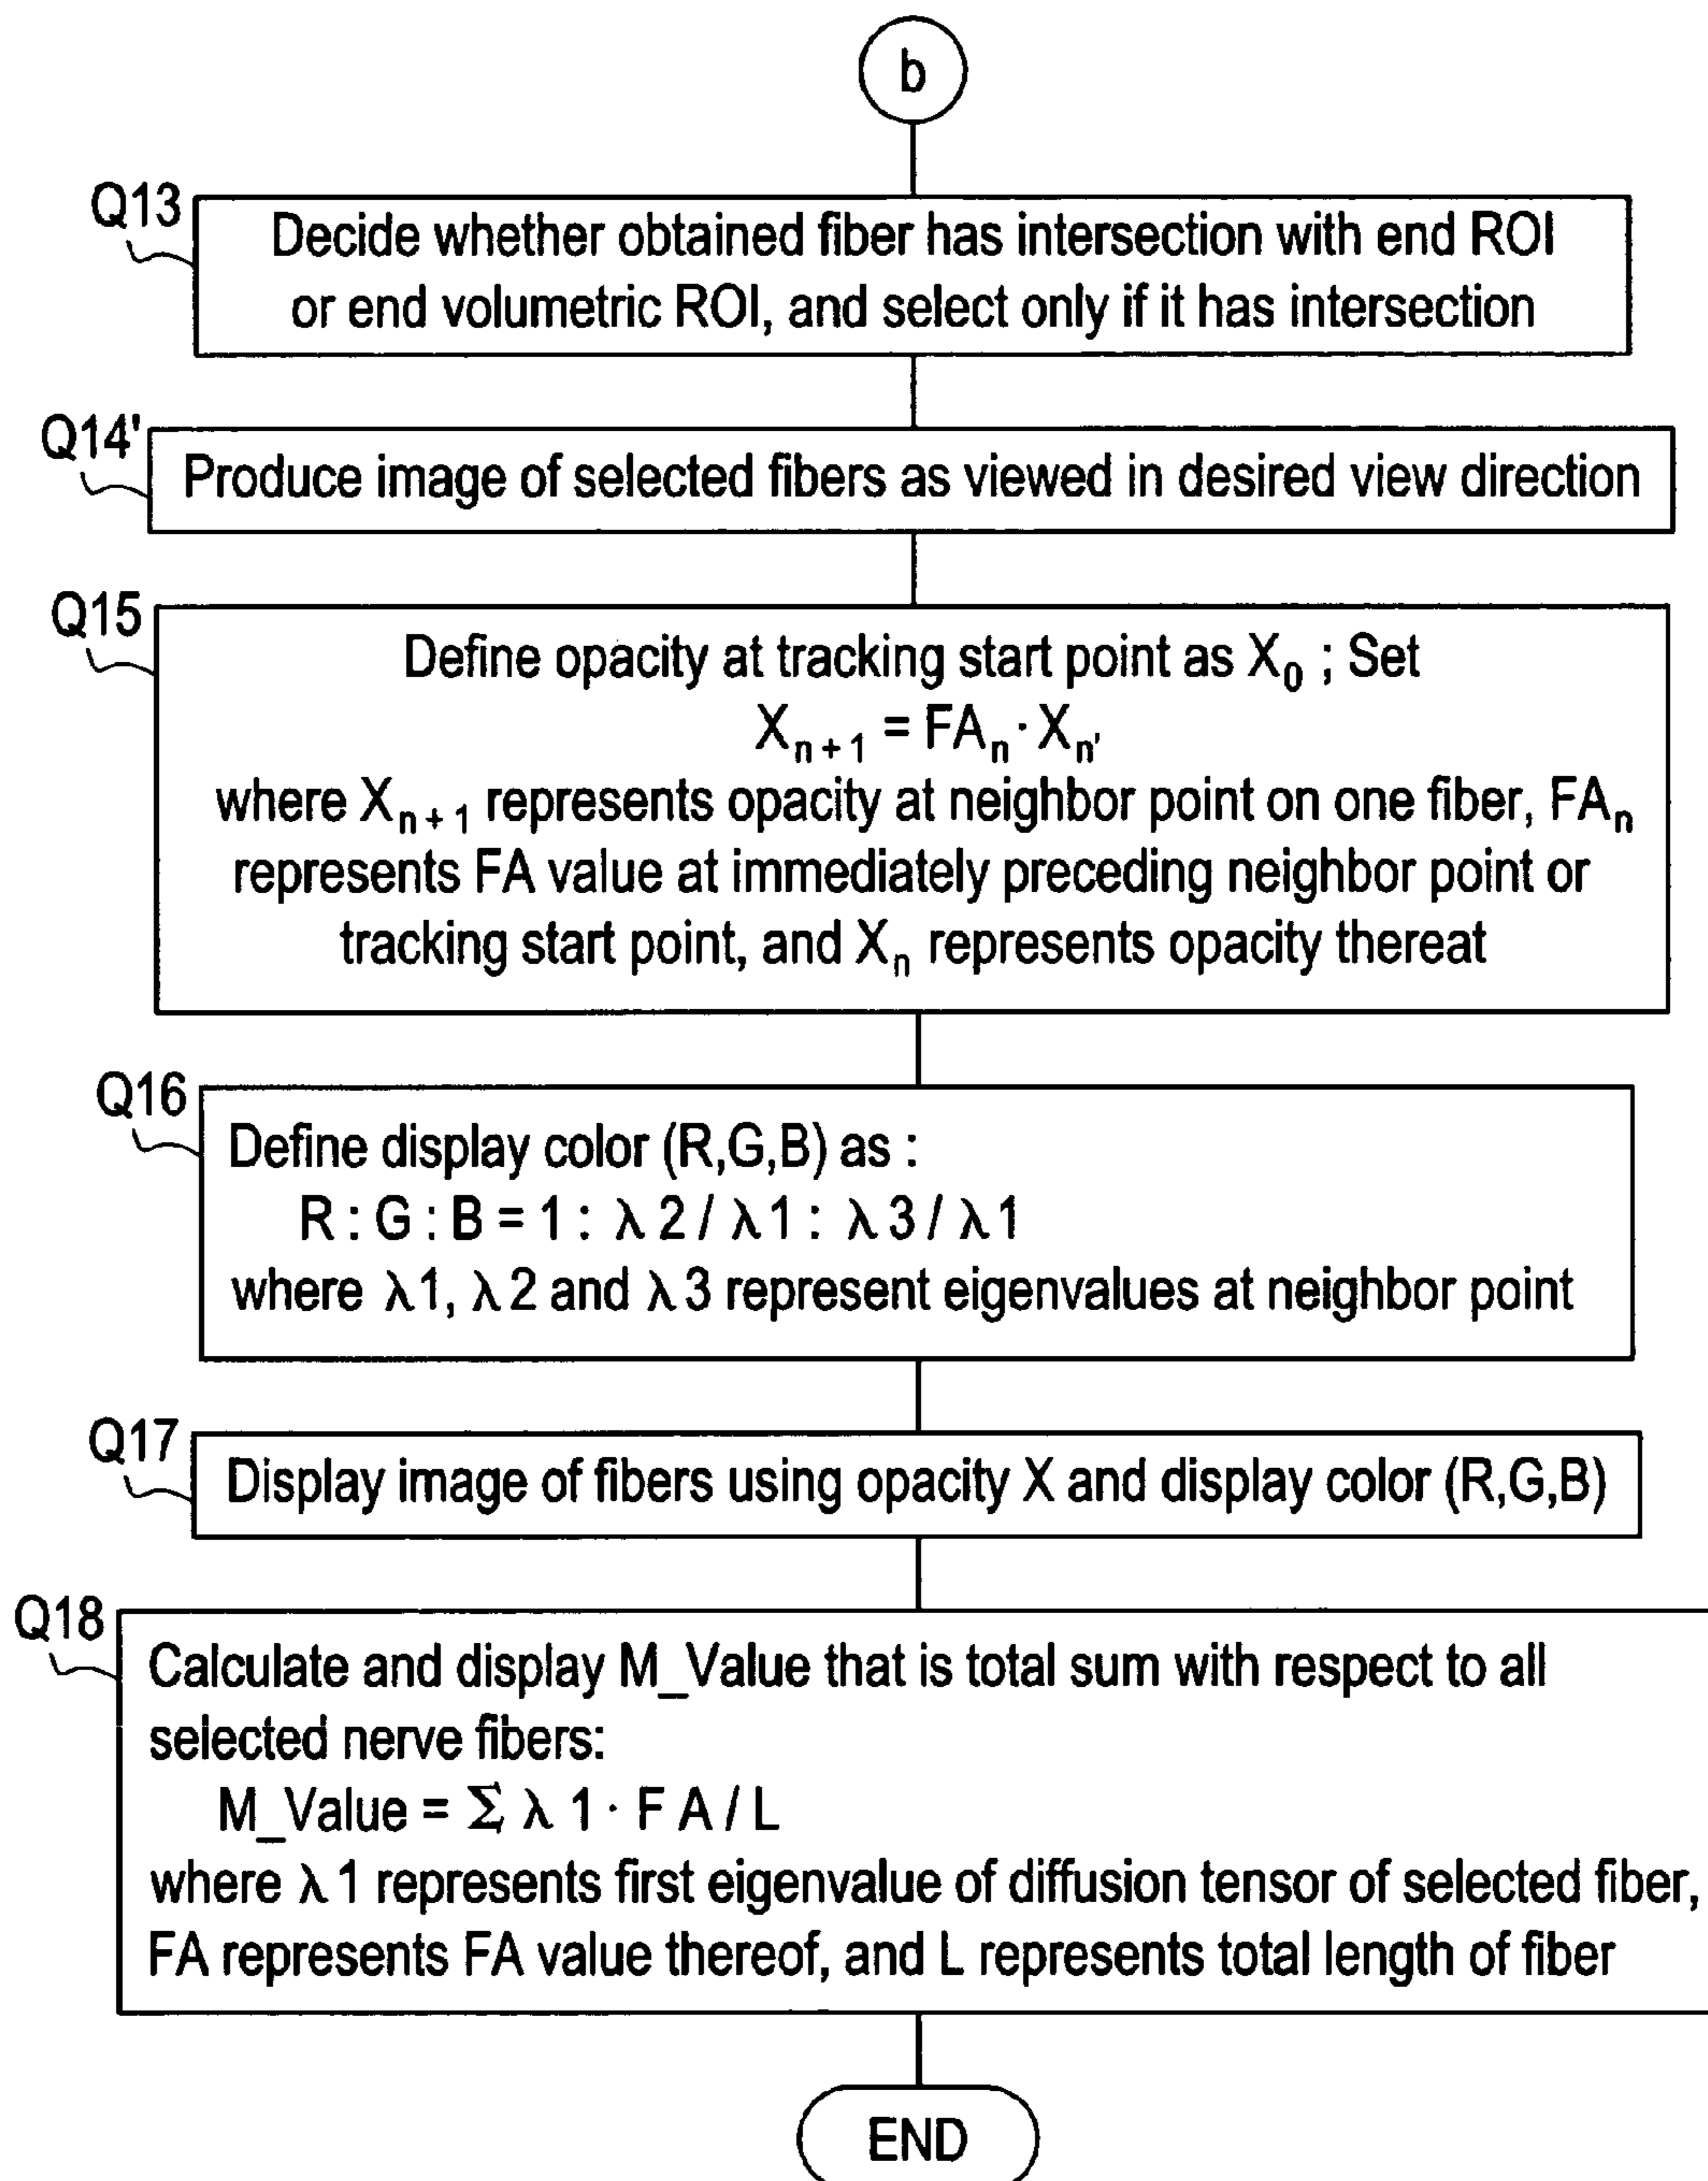 b
Q13
Decide whether obtained fiber has intersection with end ROI
or end volumetric ROI, and select only if it has intersection
Q14'
Produce image of selected fibers as viewed in desired view direction
Q15
Define opacity at tracking start point as X₀ ; Set
Xₙ₊₁ = FAₙ · Xₙ,
where Xₙ₊₁ represents opacity at neighbor point on one fiber, FAₙ
represents FA value at immediately preceding neighbor point or
tracking start point, and Xₙ represents opacity thereat
Q16
Define display color (R,G,B) as :
R : G : B = 1 : λ 2 / λ 1 : λ 3 / λ 1
where λ 1, λ 2 and λ 3 represent eigenvalues at neighbor point
Q17
Display image of fibers using opacity X and display color (R,G,B)
Q18
Calculate and display M_Value that is total sum with respect to all
selected nerve fibers:
M_Value = Σ λ 1 · F A / L
where λ 1 represents first eigenvalue of diffusion tensor of selected fiber,
FA represents FA value thereof, and L represents total length of fiber
END